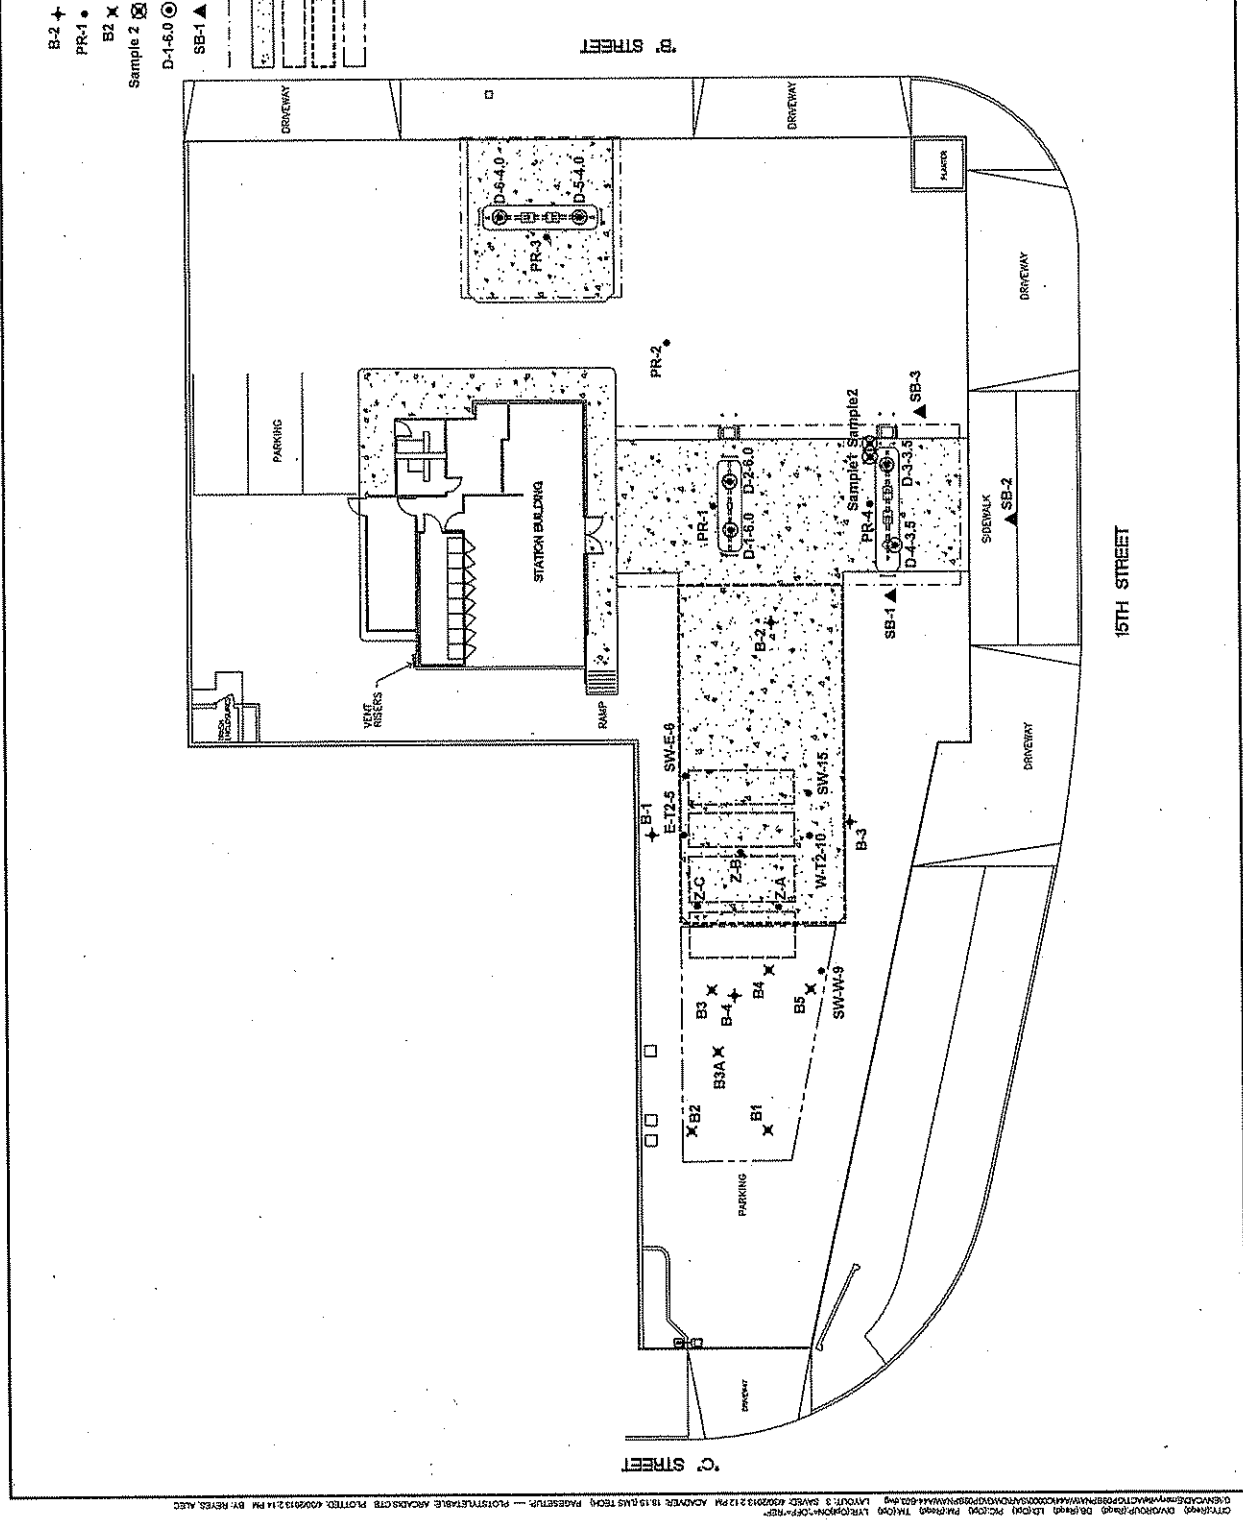 B-2
PR-1
B2
Sample 2
D-1-6.0
SB-1
"B" STREET
DRIVEWAY
DRIVEWAY
PLANTER
D-6-4.0
D-5-4.0
PR-3
DRIVEWAY
PARKING
PR-2
STATION BUILDING
Sample1 Sample2
SB-3
PR-1
D-1-6.0
D-2-6.0
PR-4
D-4-3.5
D-3-3.5
SIDEWALK
SB-2
SB-1
15TH STREET
VENT
RISERS
RAMP
B-2
SW-E-6
SW-15
DRIVEWAY
B-1
E-T2-5
Z-B
W-T2-10
B-3
Z-C
Z-A
B3
B-4
B4
B5
SW-W-9
B3A
B2
B1
PARKING
DRIVEWAY
"C" STREET